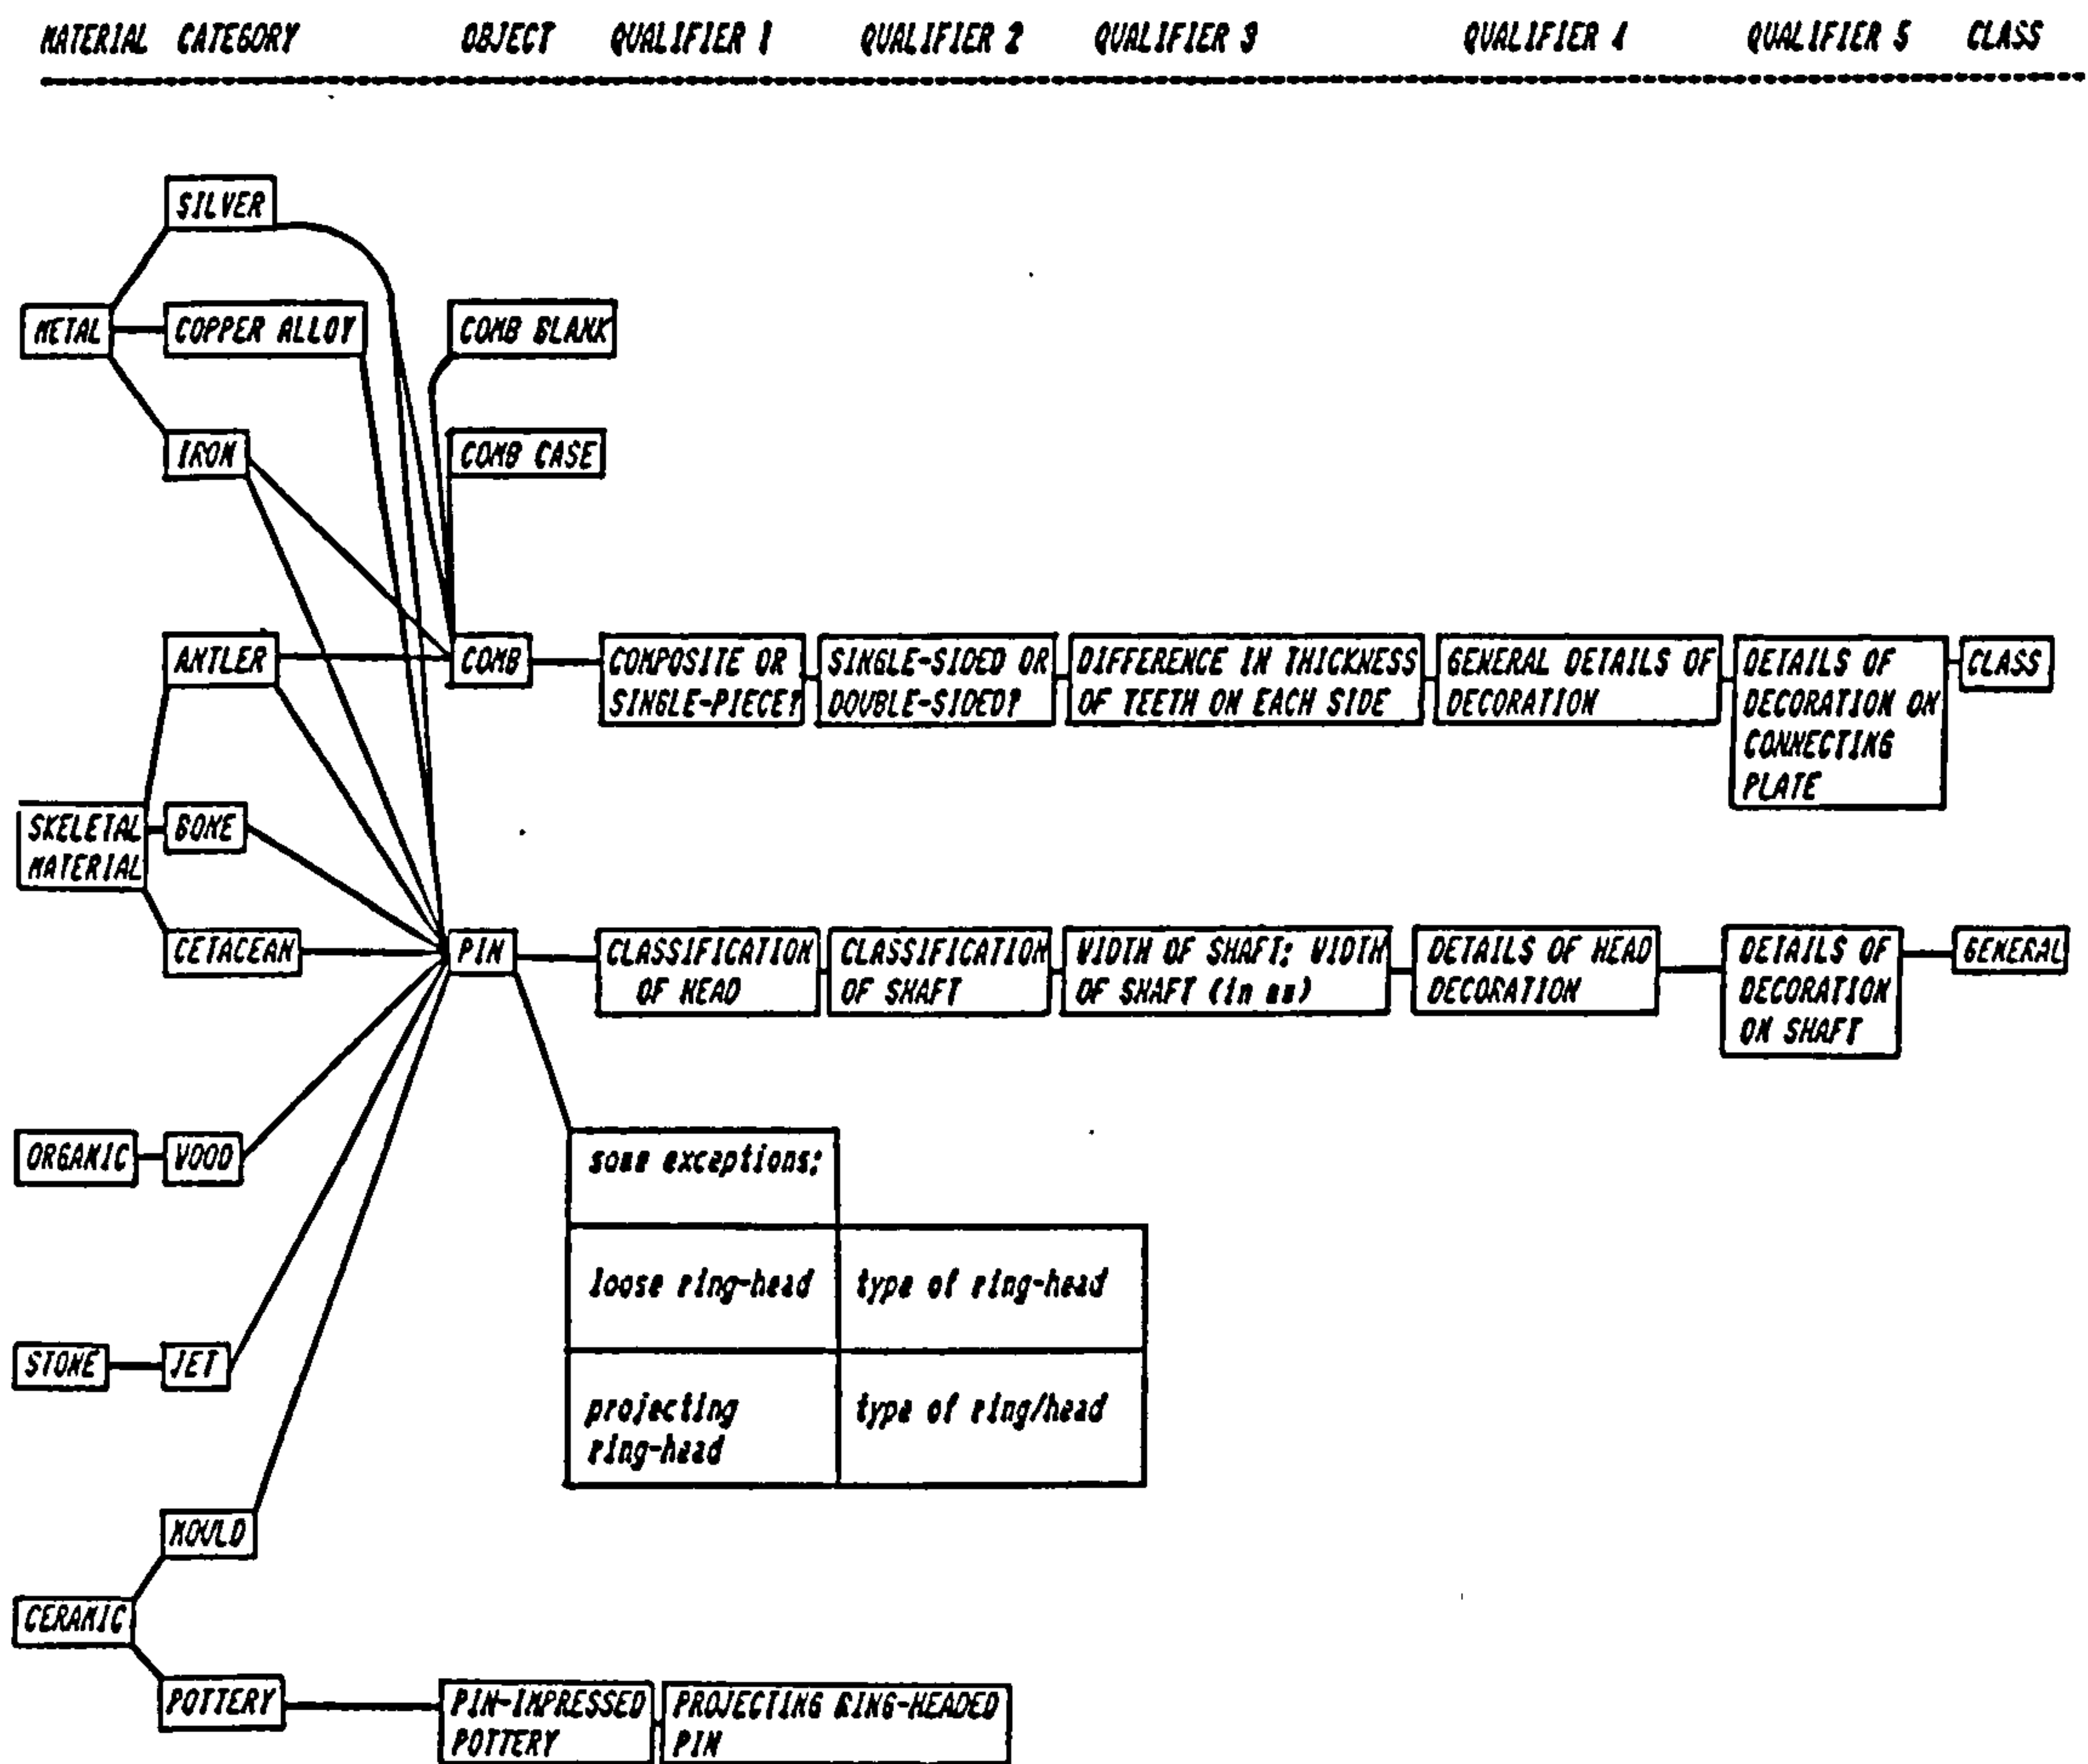 MATERIAL CATEGORY OBJECT QUALIFIER 1 QUALIFIER 2 QUALIFIER 3 QUALIFIER 4 QUALIFIER 5 CLASS
SILVER
METAL COPPER ALLOY COMB BLANK
IRON COMB CASE
ANTLER COMB COMPOSITE OR SINGLE-SIDED OR DIFFERENCE IN THICKNESS GENERAL DETAILS OF DETAILS OF CLASS
SINGLE-PIECE? DOUBLE-SIDED? OF TEETH ON EACH SIDE DECORATION DECORATION ON
CONNECTING
PLATE
SKELETAL BONE
MATERIAL
CETACEAN PIN CLASSIFICATION CLASSIFICATION WIDTH OF SHAFT: WIDTH DETAILS OF HEAD DETAILS OF GENERAL
OF HEAD OF SHAFT OF SHAFT (in mm) DECORATION DECORATION
ON SHAFT
ORGANIC WOOD some exceptions:
loose ring-head type of ring-head
STONE JET
projecting type of ring/head
ring-head
MOULD
CERAMIC
POTTERY PIN-IMPRESSED PROJECTING RING-HEADED
POTTERY PIN